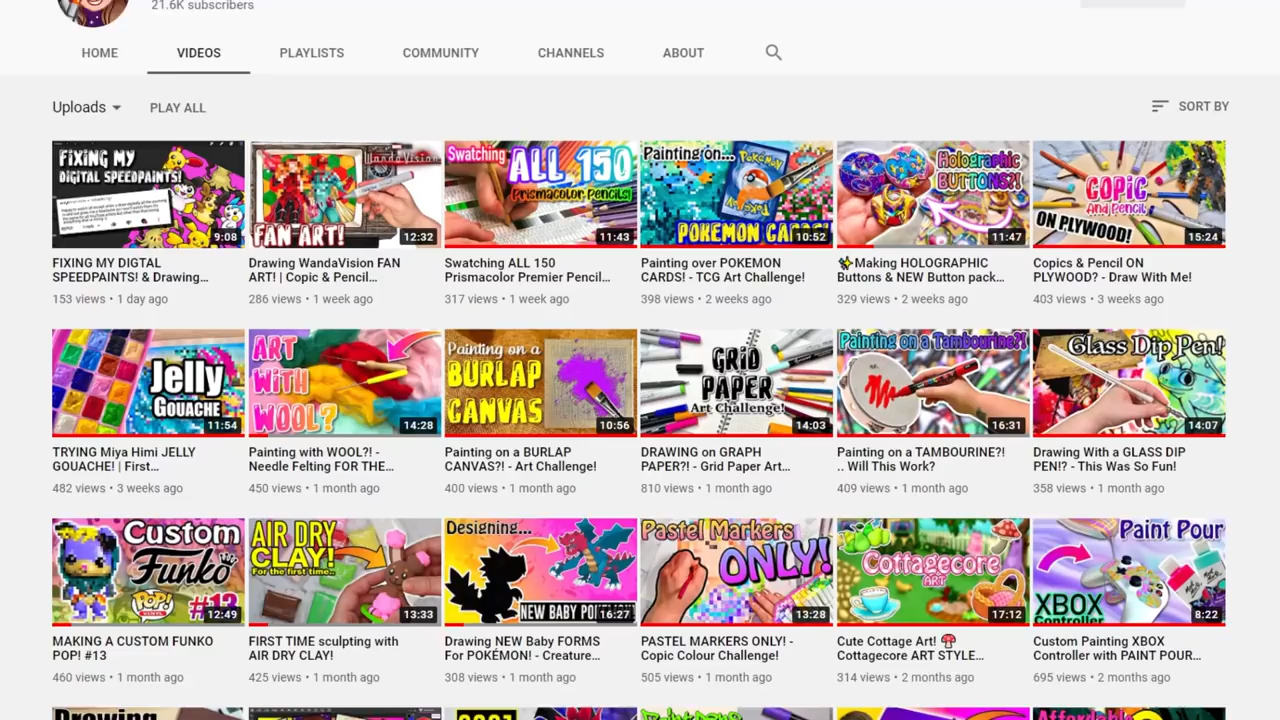 21.6K subscribers
HOME VIDEOS PLAYLISTS COMMUNITY CHANNELS ABOUT
Uploads PLAY ALL SORT BY
FIXING MY
DIGITAL SPEEDPAINTS!
9:08
FIXING MY DIGTAL
SPEEDPAINTS! & Drawing...
153 views • 1 day ago
WandaVision
FAN ART!
12:32
Drawing WandaVision FAN
ART! | Copic & Pencil...
286 views • 1 week ago
Swatching
ALL 150
Prismacolor Pencils!
11:43
Swatching ALL 150
Prismacolor Premier Pencil...
317 views • 1 week ago
Painting on...
POKEMON CARDS!
10:52
Painting over POKEMON
CARDS! - TCG Art Challenge!
398 views • 2 weeks ago
Holographic
BUTTONS?!
11:47
✨Making HOLOGRAPHIC
Buttons & NEW Button pack...
329 views • 2 weeks ago
COPIC
And Pencil
ON PLYWOOD?
15:24
Copics & Pencil ON
PLYWOOD? - Draw With Me!
403 views • 3 weeks ago
Jelly
GOUACHE
11:54
TRYING Miya Himi JELLY
GOUACHE! | First...
482 views • 3 weeks ago
ART
WITH
WOOL?
14:28
Painting with WOOL?! -
Needle Felting FOR THE...
450 views • 1 month ago
Painting on a
BURLAP
CANVAS
10:56
Painting on a BURLAP
CANVAS?! - Art Challenge!
400 views • 1 month ago
GRID
PAPER
Art Challenge!
14:03
DRAWING on GRAPH
PAPER?! - Grid Paper Art...
810 views • 1 month ago
Painting on a Tambourine?!
16:31
Painting on a TAMBOURINE?!
.. Will This Work?
409 views • 1 month ago
Glass Dip Pen!
14:07
Drawing With a GLASS DIP
PEN!? - This Was So Fun!
358 views • 1 month ago
Custom
Funko
POP!
#13
12:49
MAKING A CUSTOM FUNKO
POP! #13
460 views • 1 month ago
AIR DRY
CLAY!
For the first time..
13:33
FIRST TIME sculpting with
AIR DRY CLAY!
425 views • 1 month ago
Designing...
NEW BABY
16:27
Drawing NEW Baby FORMS
For POKÉMON! - Creature...
308 views • 1 month ago
Pastel Markers
ONLY!
13:28
PASTEL MARKERS ONLY! -
Copic Colour Challenge!
505 views • 1 month ago
Cottagecore
ART
17:12
Cute Cottage Art! 🍄
Cottagecore ART STYLE...
314 views • 2 months ago
Paint Pour
XBOX
Controller
8:22
Custom Painting XBOX
Controller with PAINT POUR...
695 views • 2 months ago
Drawing
2021